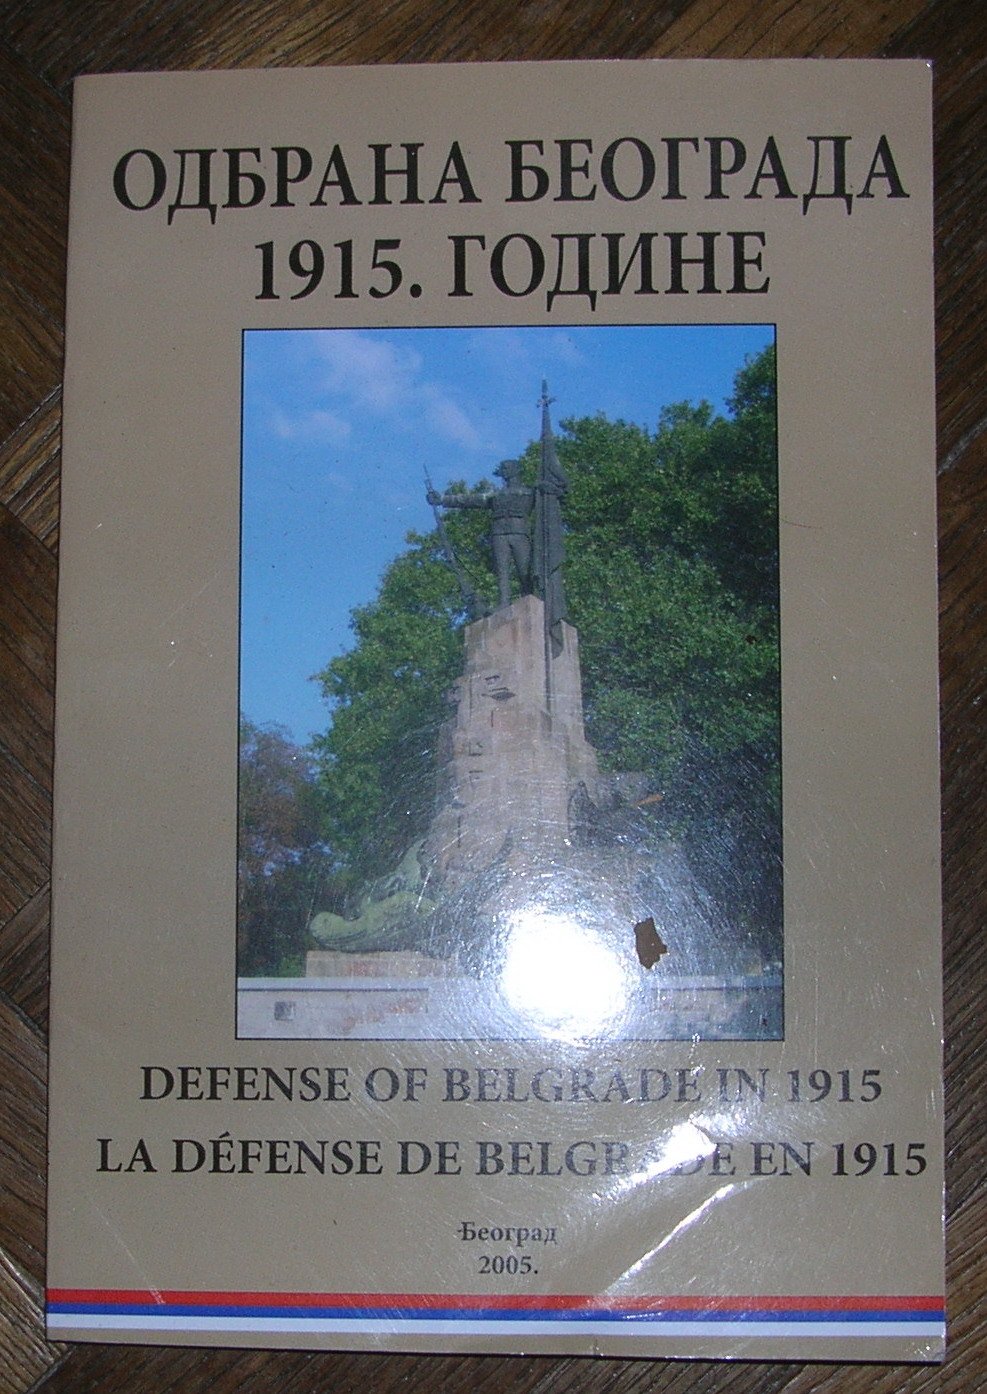 ОДБРАНА БЕОГРАДА
1915. ГОДИНЕ
DEFENSE OF BELGRADE IN 1915
LA DÉFENSE DE BELGRADE EN 1915
Београд
2005.